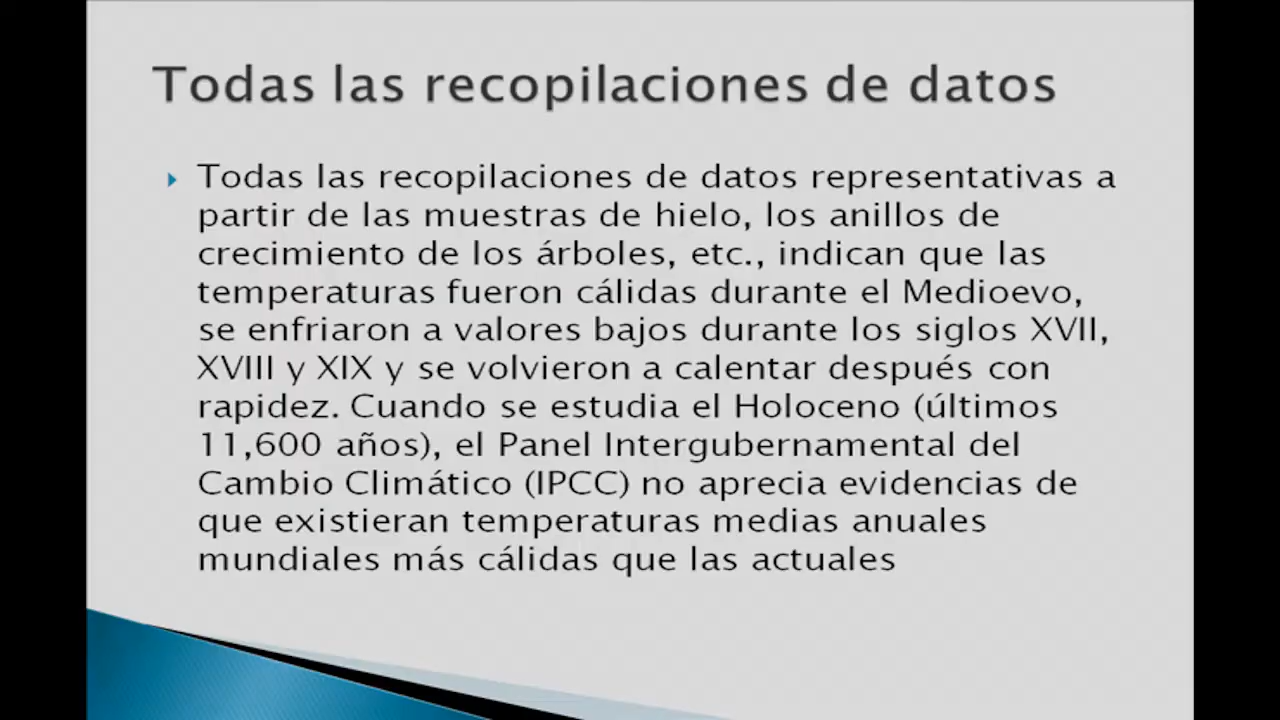 Todas las recopilaciones de datos
Todas las recopilaciones de datos representativas a
partir de las muestras de hielo, los anillos de
crecimiento de los árboles, etc., indican que las
temperaturas fueron cálidas durante el Medioevo,
se enfriaron a valores bajos durante los siglos XVII,
XVIII y XIX y se volvieron a calentar después con
rapidez. Cuando se estudia el Holoceno (últimos
11,600 años), el Panel Intergubernamental del
Cambio Climático (IPCC) no aprecia evidencias de
que existieran temperaturas medias anuales
mundiales más cálidas que las actuales